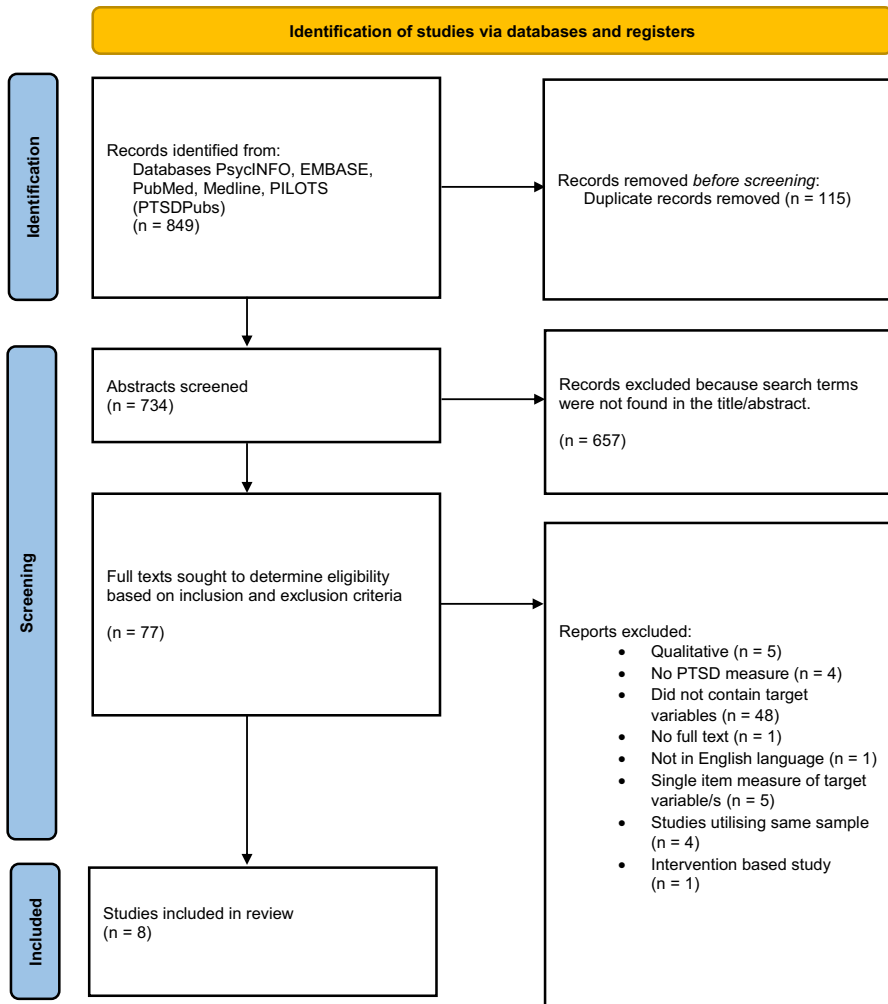 Identification of studies via databases and registers
Identification
Records identified from:
Databases PsycINFO, EMBASE,
PubMed, Medline, PILOTS
(PTSDPubs)
(n = 849)
Records removed before screening:
Duplicate records removed (n = 115)
Screening
Abstracts screened
(n = 734)
Records excluded because search terms
were not found in the title/abstract.
(n = 657)
Full texts sought to determine eligibility
based on inclusion and exclusion criteria
(n = 77)
Reports excluded:
• Qualitative (n = 5)
• No PTSD measure (n = 4)
• Did not contain target
variables (n = 48)
• No full text (n = 1)
• Not in English language (n = 1)
• Single item measure of target
variable/s (n = 5)
• Studies utilising same sample
(n = 4)
• Intervention based study
(n = 1)
Included
Studies included in review
(n = 8)